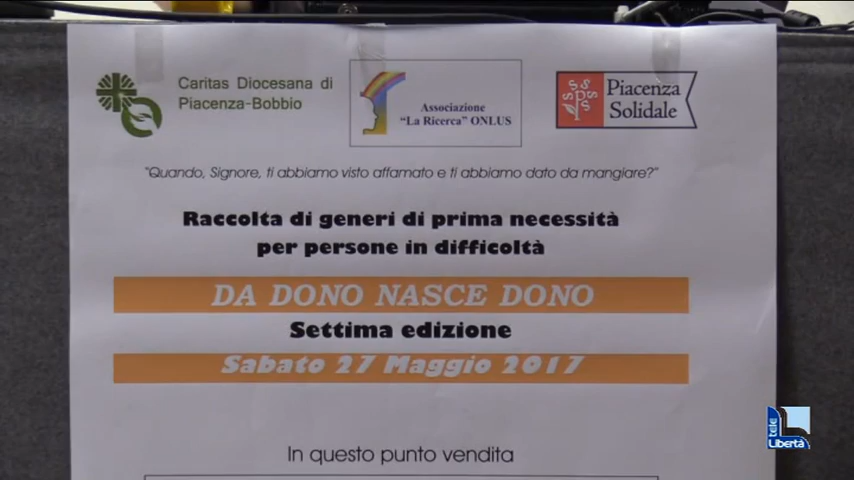 Caritas Diocesana di
Piacenza-Bobbio
Associazione
"La Ricerca" ONLUS
Piacenza
Solidale
"Quando, Signore, ti abbiamo visto affamato e ti abbiamo dato da mangiare?"
Raccolta di generi di prima necessità
per persone in difficoltà
DA DONO NASCE DONO
Settima edizione
Sabato 27 Maggio 2017
In questo punto vendita
tele
Libertà